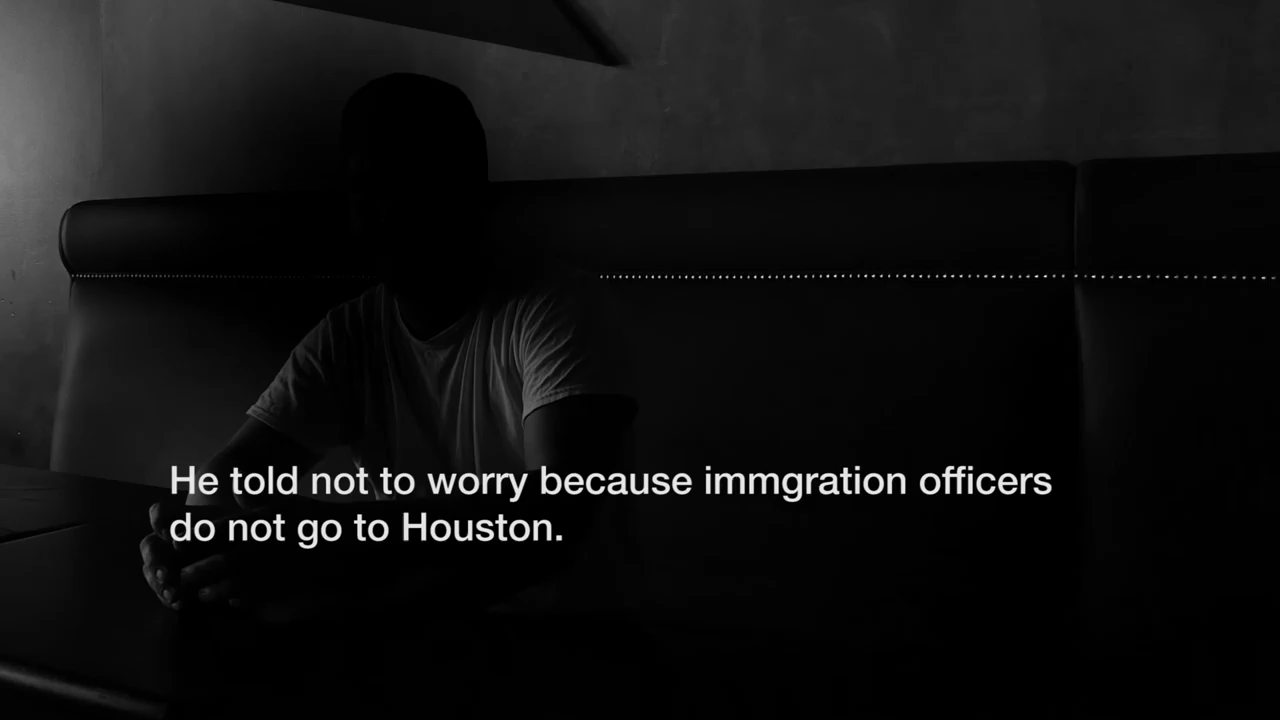 He told not to worry because immgration officers
do not go to Houston.